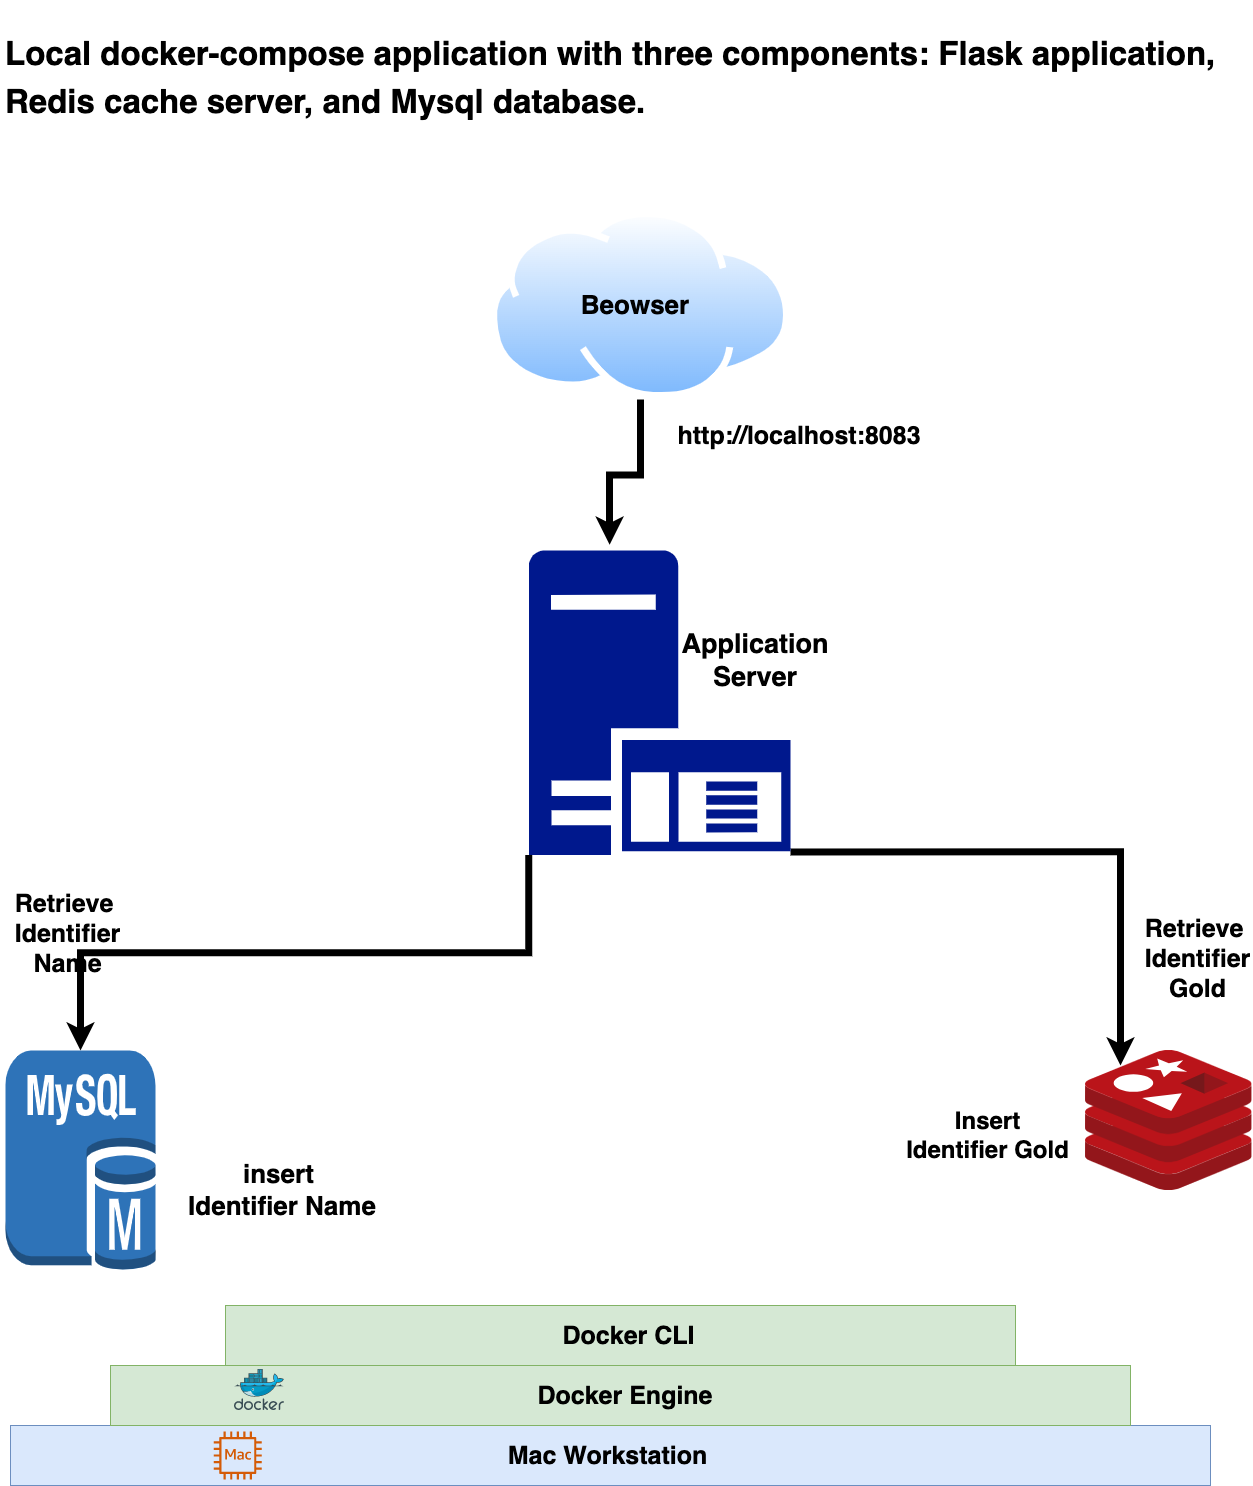 Local docker-compose application with three components: Flask application,
Redis cache server, and Mysql database.
Beowser
http://localhost:8083
Application
Server
Retrieve
Identifier
Name
Retrieve
Identifier
Gold
MySQL
M
insert
Identifier Name
Insert
Identifier Gold
Docker CLI
docker
Docker Engine
Mac
Mac Workstation